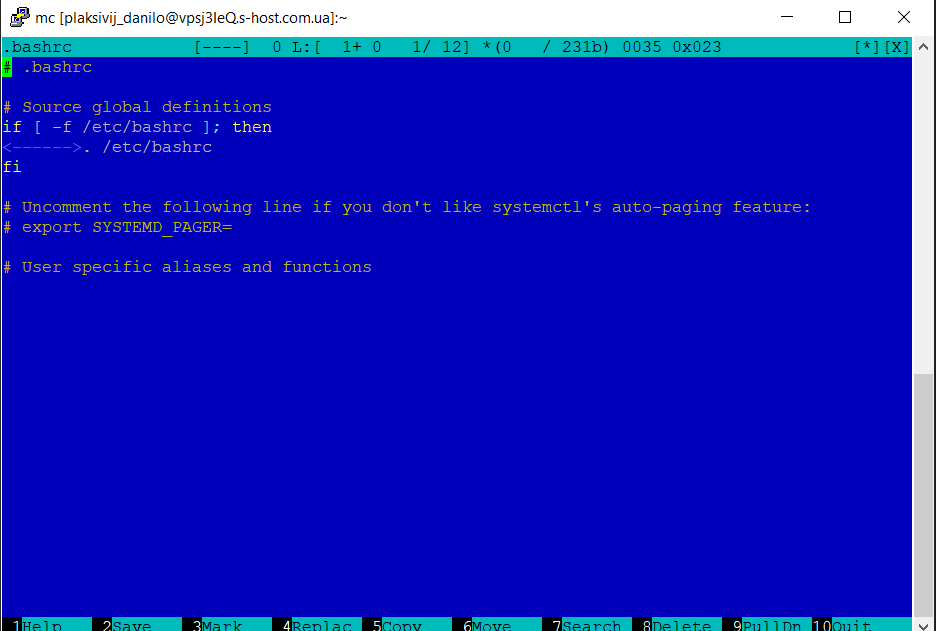 mc [plaksivij_danilo@vpsj3IeQ.s-host.com.ua]:~
.bashrc [----] 0 L:[ 1+ 0 1/ 12] *(0 / 231b) 0035 0x023 [*][X]
# .bashrc
# Source global definitions
if [ -f /etc/bashrc ]; then
<------>. /etc/bashrc
fi
# Uncomment the following line if you don't like systemctl's auto-paging feature:
# export SYSTEMD_PAGER=
# User specific aliases and functions
1Help 2Save 3Mark 4Replac 5Copy 6Move 7Search 8Delete 9PullDn 10Quit